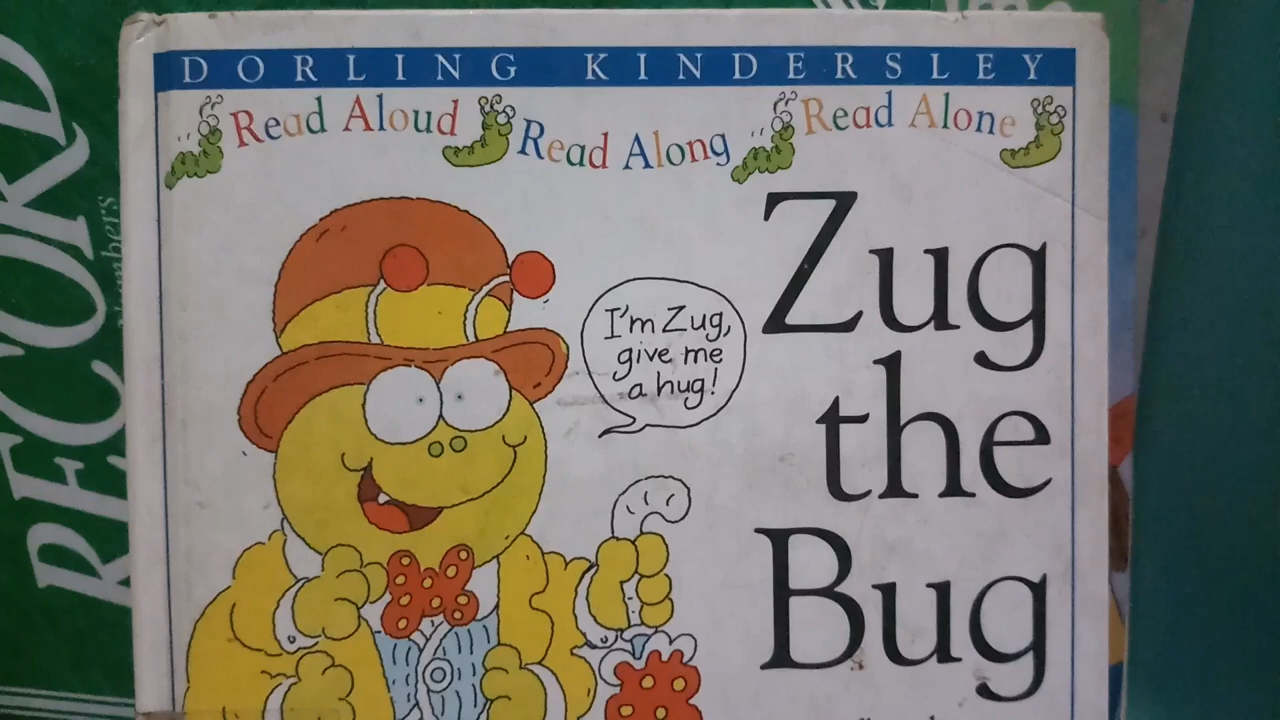 RECORD
DORLING KINDERSLEY
Read Aloud
Read Along
Read Alone
Zug
the
Bug
I'm Zug,
give me
a hug!